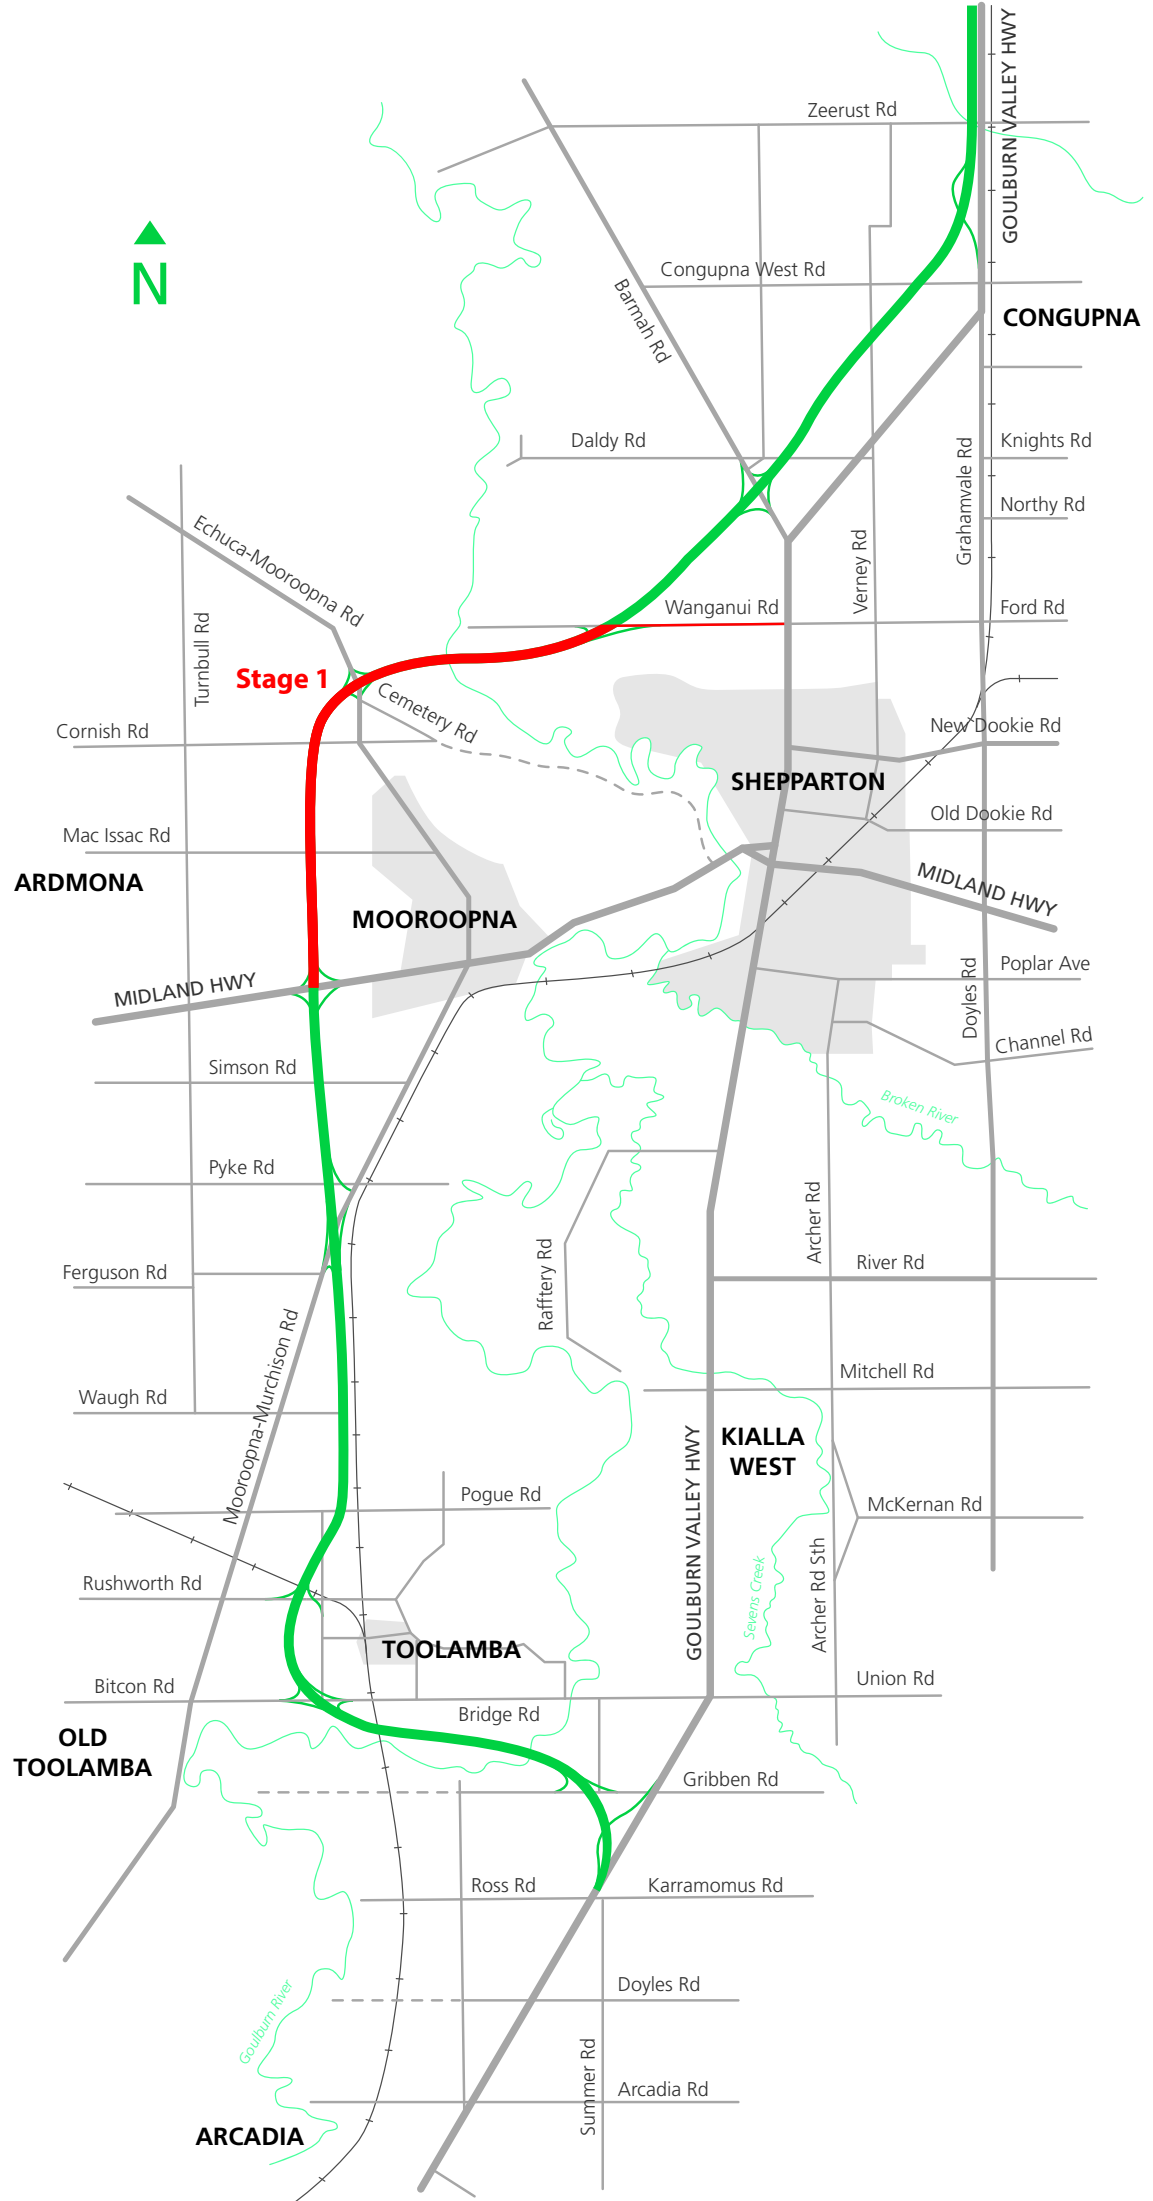 GOULBURN VALLEY HWY
Zeerust Rd
N
Congupna West Rd
Barmah Rd
CONGUPNA
Daldy Rd
Knights Rd
Grahamvale Rd
Northy Rd
Echuca-Mooroopna Rd
Verney Rd
Wanganui Rd
Ford Rd
Turnbull Rd
Stage 1
Cemetery Rd
Cornish Rd
New Dookie Rd
SHEPPARTON
Old Dookie Rd
Mac Issac Rd
ARDMONA
MIDLAND HWY
MOOROOPNA
Poplar Ave
MIDLAND HWY
Doyles Rd
Channel Rd
Simson Rd
Broken River
Pyke Rd
Archer Rd
River Rd
Ferguson Rd
Rafftery Rd
Mooroopna-Murchison Rd
Mitchell Rd
Waugh Rd
KIALLA
WEST
GOULBURN VALLEY HWY
Pogue Rd
McKernan Rd
Rushworth Rd
Sevens Creek
Archer Rd Sth
TOOLAMBA
Bitcon Rd
Union Rd
Bridge Rd
OLD
TOOLAMBA
Gribben Rd
Ross Rd
Karramomus Rd
Doyles Rd
Goulburn River
Summer Rd
Arcadia Rd
ARCADIA